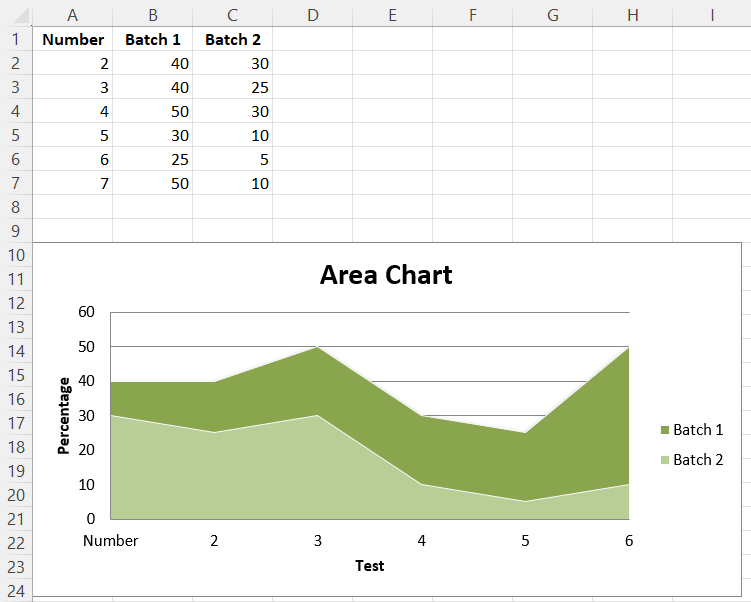 A B C D E F G H I
1 Number Batch 1 Batch 2
2 2 40 30
3 3 40 25
4 4 50 30
5 5 30 10
6 6 25 5
7 7 50 10
8
9
10
11
12
13
14
15
16
17
18
19
20
21
22
23
24
Area Chart
Percentage
60
50
40
30
20
10
0
Number 2 3 4 5 6
Test
Batch 1
Batch 2